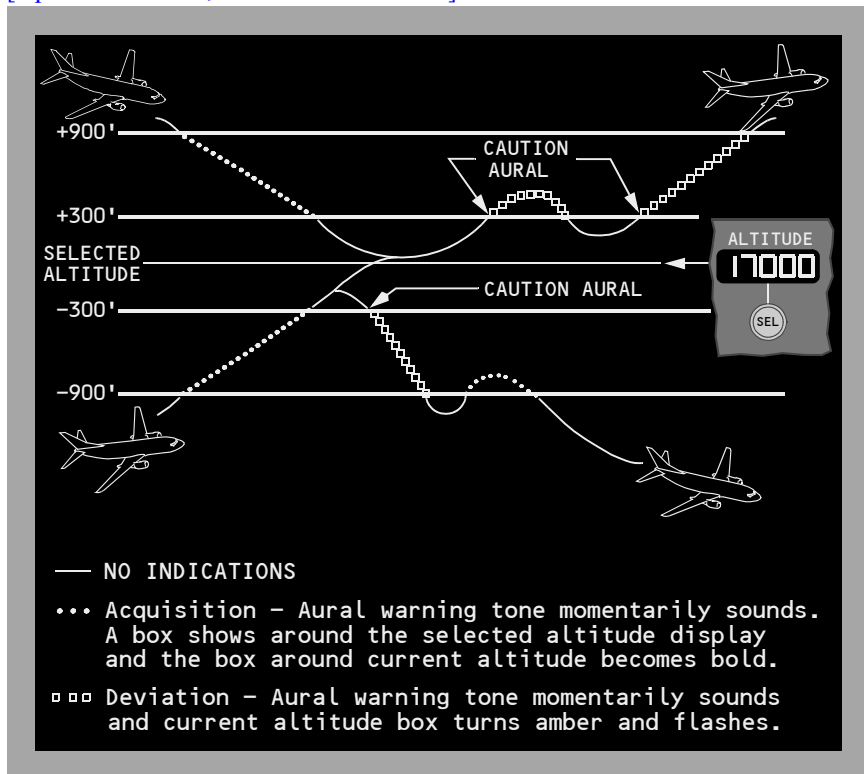 +900'
CAUTION
AURAL
+300'
ALTITUDE
17000
SELECTED
ALTITUDE
CAUTION AURAL
-300'
SEL
-900'
NO INDICATIONS
Acquisition - Aural warning tone momentarily sounds.
A box shows around the selected altitude display
and the box around current altitude becomes bold.
Deviation - Aural warning tone momentarily sounds
and current altitude box turns amber and flashes.